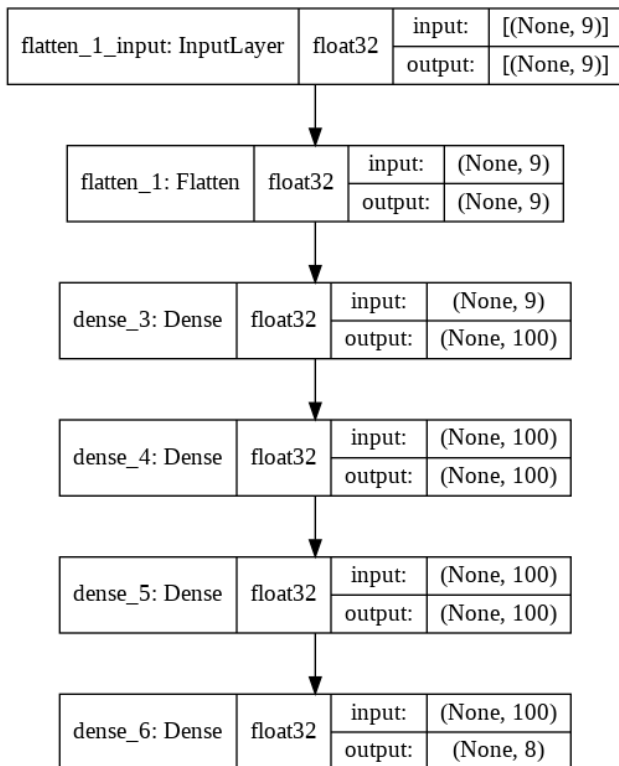 flatten_1_input: InputLayer float32 input: [(None, 9)]
output: [(None, 9)]
flatten_1: Flatten float32 input: (None, 9)
output: (None, 9)
dense_3: Dense float32 input: (None, 9)
output: (None, 100)
dense_4: Dense float32 input: (None, 100)
output: (None, 100)
dense_5: Dense float32 input: (None, 100)
output: (None, 100)
dense_6: Dense float32 input: (None, 100)
output: (None, 8)